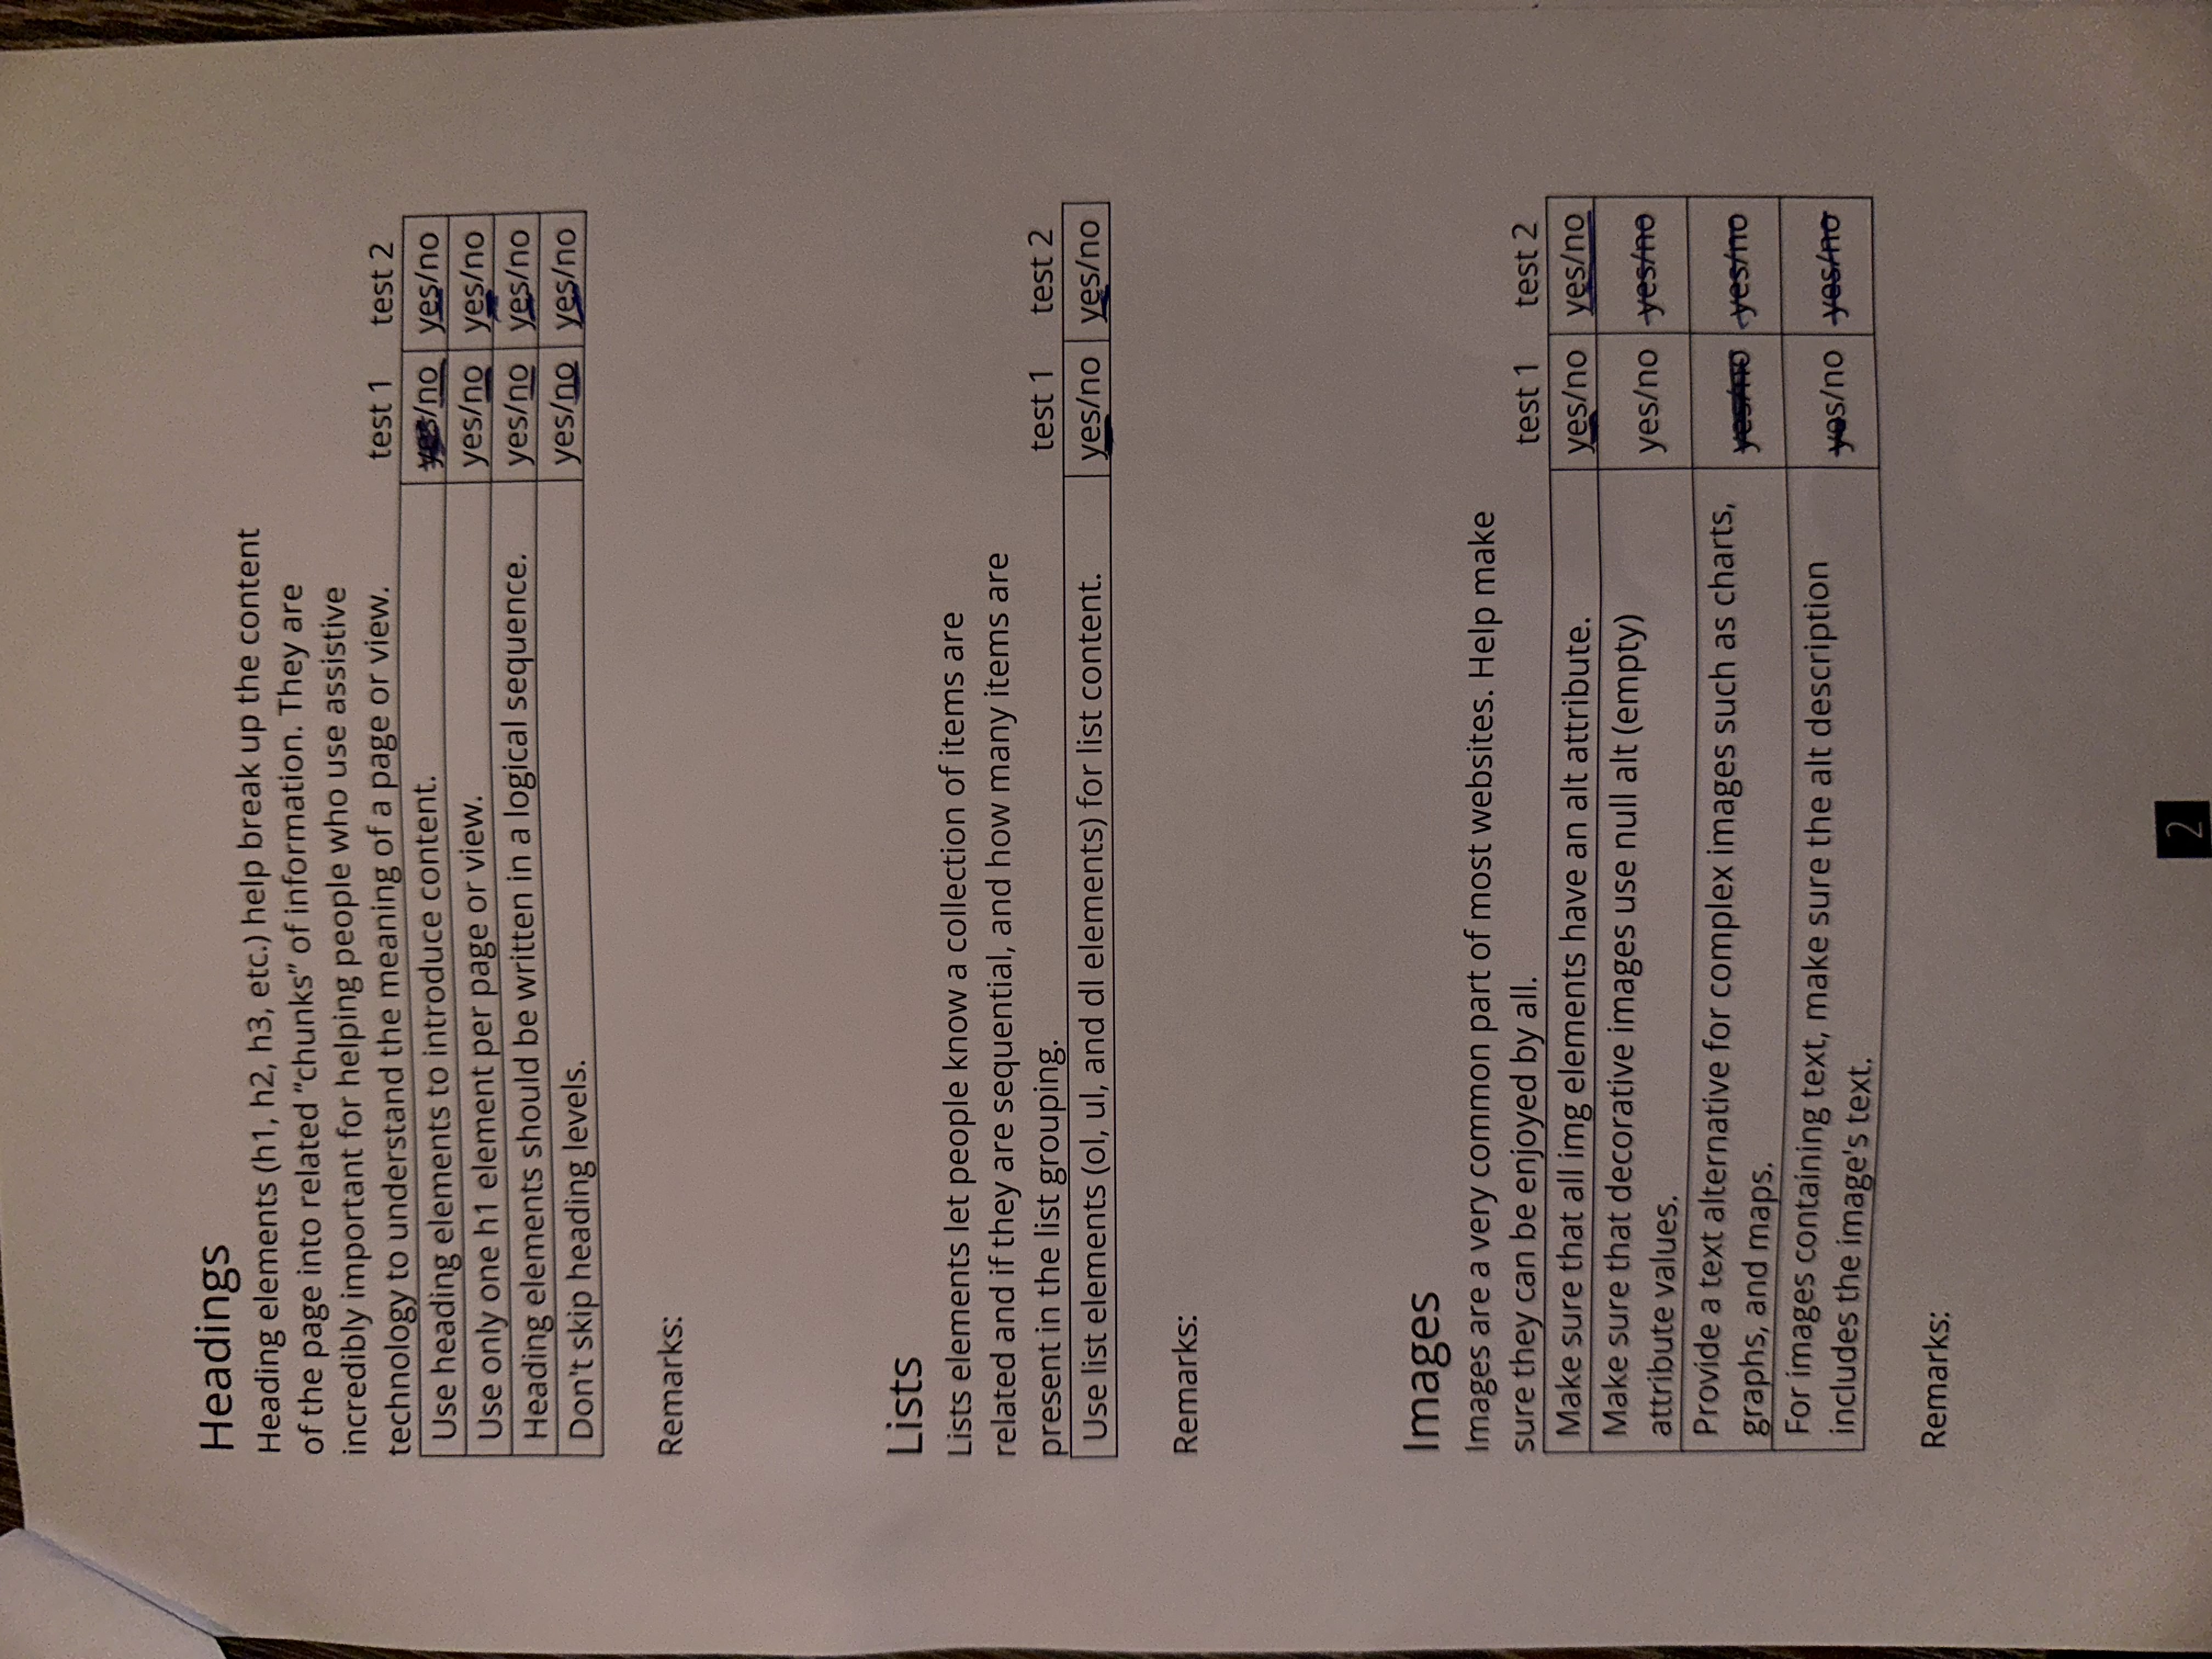 Headings
Heading elements (h1, h2, h3, etc.) help break up the content
of the page into related “chunks” of information. They are
incredibly important for helping people who use assistive
technology to understand the meaning of a page or view. test 1 test 2
Use heading elements to introduce content. yes/no yes/no
Use only one h1 element per page or view. yes/no yes/no
Heading elements should be written in a logical sequence. yes/no yes/no
Don't skip heading levels. yes/no yes/no
Remarks:
Lists
Lists elements let people know a collection of items are
related and if they are sequential, and how many items are
present in the list grouping. test 1 test 2
Use list elements (ol, ul, and dl elements) for list content. yes/no yes/no
Remarks:
Images
Images are a very common part of most websites. Help make
sure they can be enjoyed by all. test 1 test 2
Make sure that all img elements have an alt attribute. yes/no yes/no
Make sure that decorative images use null alt (empty)
attribute values. yes/no yes/no
Provide a text alternative for complex images such as charts,
graphs, and maps. yes/no yes/no
For images containing text, make sure the alt description
includes the image's text. yes/no yes/no
Remarks:
2